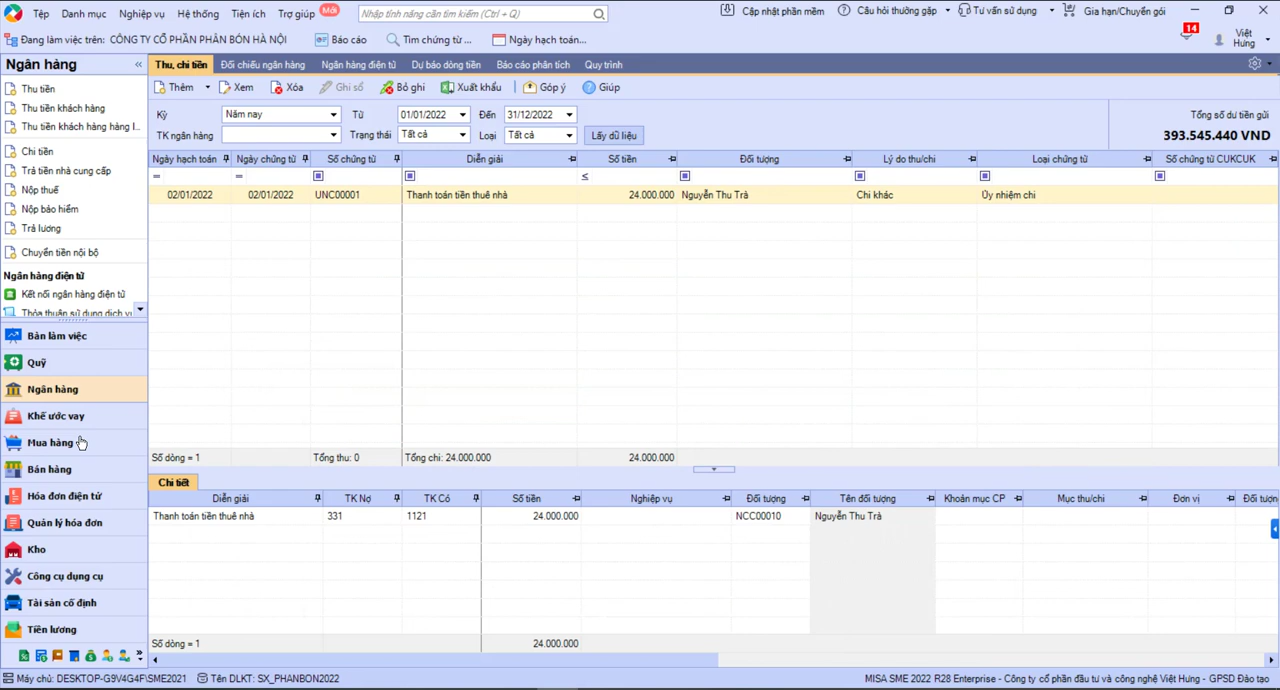 Tệp Danh mục Nghiệp vụ Hệ thống Tiện ích Trợ giúp Mới Nhập tính năng cần tìm kiếm (Ctrl + Q) Cập nhật phần mềm Câu hỏi thường gặp Tư vấn sử dụng Gia hạn/Chuyển gói
Đang làm việc trên: CÔNG TY CỔ PHẦN PHÂN BÓN HÀ NỘI Báo cáo Tìm chứng từ ... Ngày hạch toán... 14 Việt Hưng
Ngân hàng «
Thu tiền
Thu tiền khách hàng
Thu tiền khách hàng hàng l...
Chi tiền
Trả tiền nhà cung cấp
Nộp thuế
Nộp bảo hiểm
Trả lương
Chuyển tiền nội bộ
Ngân hàng điện tử
Kết nối ngân hàng điện tử
Thỏa thuận sử dụng dịch vụ
Bàn làm việc
Quỹ
Ngân hàng
Khế ước vay
Mua hàng
Bán hàng
Hóa đơn điện tử
Quản lý hóa đơn
Kho
Công cụ dụng cụ
Tài sản cố định
Tiền lương
Thu, chi tiền Đối chiếu ngân hàng Ngân hàng điện tử Dự báo dòng tiền Báo cáo phân tích Quy trình
Thêm Xem Xóa Ghi sổ Bỏ ghi Xuất khẩu Góp ý Giúp
Kỳ Năm nay Từ 01/01/2022 Đến 31/12/2022
TK ngân hàng Trạng thái Tất cả Loại Tất cả Lấy dữ liệu
Tổng số dư tiền gửi
393.545.440 VND
Ngày hạch toán Ngày chứng từ Số chứng từ Diễn giải Số tiền Đối tượng Lý do thu/chi Loại chứng từ Số chứng từ CUKCUK
= = ≤
02/01/2022 02/01/2022 UNC00001 Thanh toán tiền thuê nhà 24.000.000 Nguyễn Thu Trà Chi khác Ủy nhiệm chi
Số dòng = 1 Tổng thu: 0 Tổng chi: 24.000.000 24.000.000
Chi tiết
Diễn giải TK Nợ TK Có Số tiền Nghiệp vụ Đối tượng Tên đối tượng Khoản mục CP Mục thu/chi Đơn vị Đối tượn
Thanh toán tiền thuê nhà 331 1121 24.000.000 NCC00010 Nguyễn Thu Trà
Số dòng = 1 24.000.000
Máy chủ: DESKTOP-G9V4G4F\SME2021 Tên DLKT: SX_PHANBON2022 MISA SME 2022 R28 Enterprise - Công ty cổ phần đầu tư và công nghệ Việt Hưng - GPSD Đào tạo